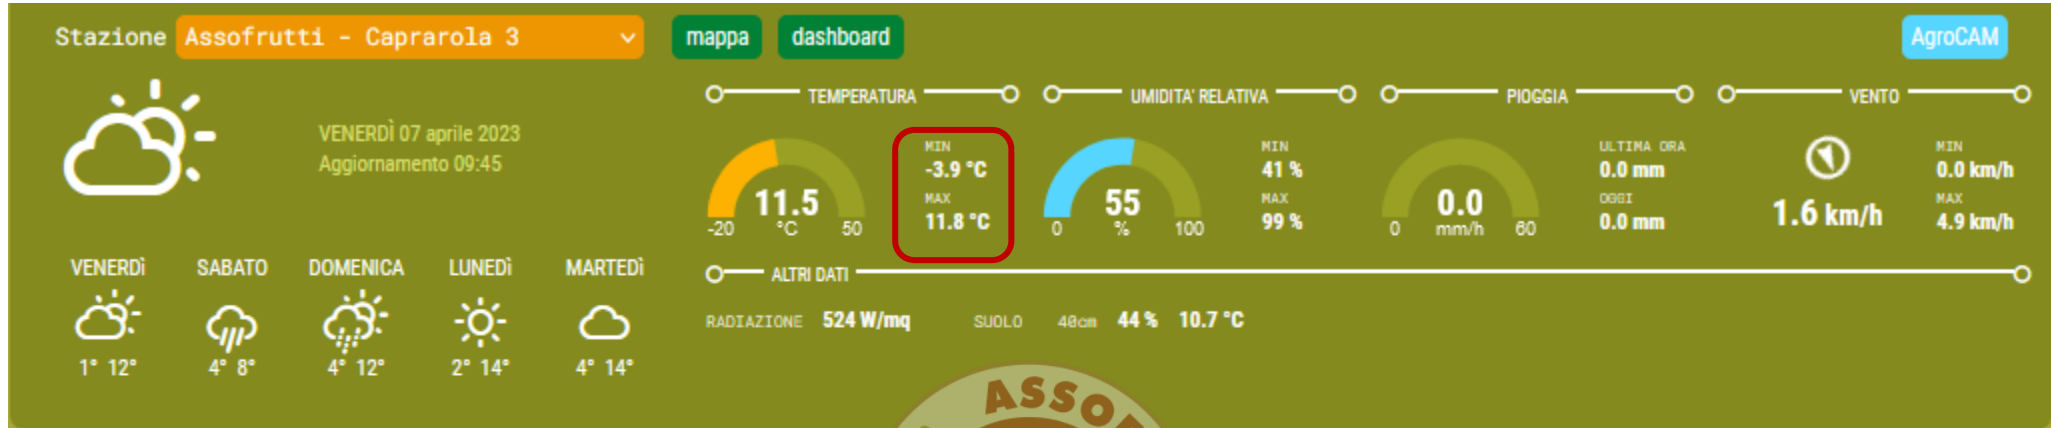 Stazione Assofrutti - Caprarola 3 mappa dashboard AgroCAM
VENERDÌ 07 aprile 2023
Aggiornamento 09:45
TEMPERATURA
11.5
°C
-20 50
MIN
-3.9 °C
MAX
11.8 °C
UMIDITA' RELATIVA
55
%
0 100
MIN
41 %
MAX
99 %
PIOGGIA
0.0
mm/h
0 60
ULTIMA ORA
0.0 mm
OGGI
0.0 mm
VENTO
1.6 km/h
MIN
0.0 km/h
MAX
4.9 km/h
VENERDì SABATO DOMENICA LUNEDì MARTEDì
1° 12° 4° 8° 4° 12° 2° 14° 4° 14°
ALTRI DATI
RADIAZIONE 524 W/mq SUOLO 40cm 44 % 10.7 °C